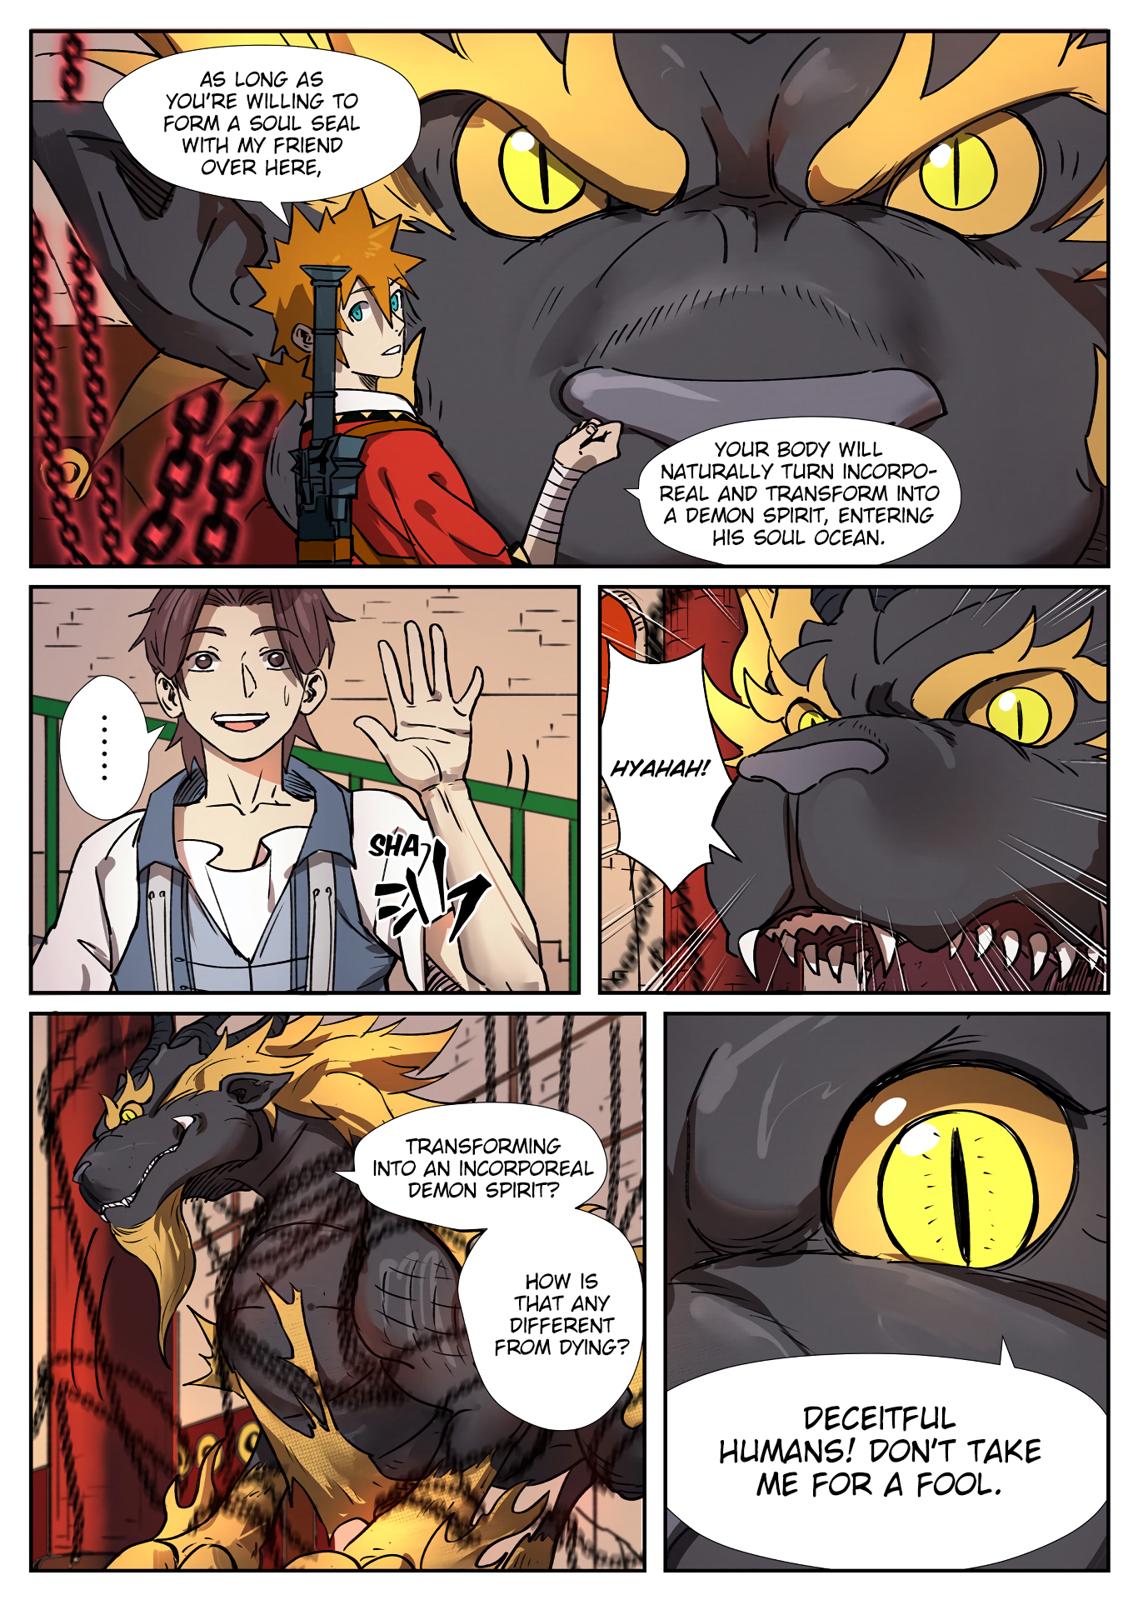 AS LONG AS
YOU'RE WILLING TO
FORM A SOUL SEAL
WITH MY FRIEND
OVER HERE,
YOUR BODY WILL
NATURALLY TURN INCORPO-
REAL AND TRANSFORM INTO
A DEMON SPIRIT, ENTERING
HIS SOUL OCEAN.
.......
SHA
HYAHAH!
TRANSFORMING
INTO AN INCORPOREAL
DEMON SPIRIT?
HOW IS
THAT ANY
DIFFERENT
FROM DYING?
DECEITFUL
HUMANS! DON'T TAKE
ME FOR A FOOL.